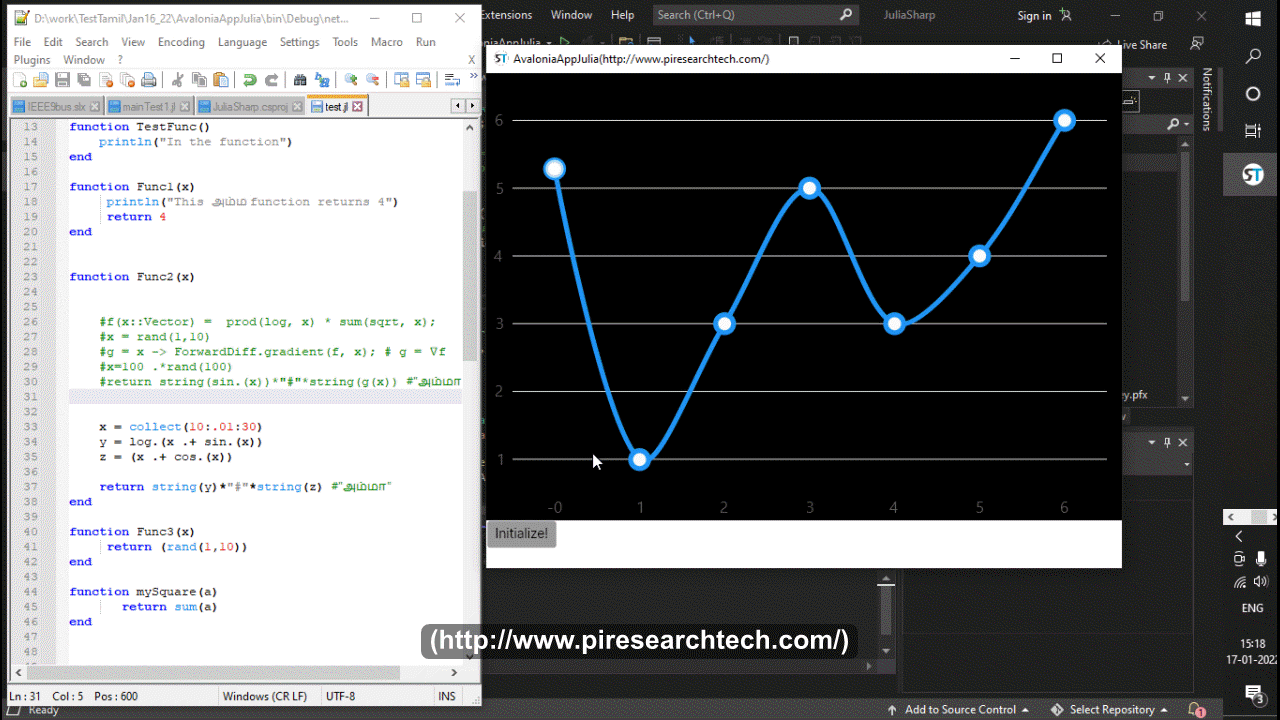 D:\work\TestTamil\Jan16_22\AvaloniaAppJulia\bin\Debug\net...
File Edit Search View Encoding Language Settings Tools Macro Run
Plugins Window ? X
IEEE9bus.slx mainTest1.jl JuliaSharp.csproj test.jl
13 function TestFunc()
14 println("In the function")
15 end
16
17 function Func1(x)
18 println("This அம்ம function returns 4")
19 return 4
20 end
21
22
23 function Func2(x)
24
25
26 #f(x::Vector) = prod(log, x) * sum(sqrt, x);
27 #x = rand(1,10)
28 #g = x -> ForwardDiff.gradient(f, x); # g = ∇f
29 #x=100 .*rand(100)
30 #return string(sin.(x))*"#"*string(g(x)) #"அம்மா
31
32
33 x = collect(10:.01:30)
34 y = log.(x .+ sin.(x))
35 z = (x .+ cos.(x))
36
37 return string(y)*"#"*string(z) #"அம்மா"
38 end
39
40 function Func3(x)
41 return (rand(1,10))
42 end
43
44 function mySquare(a)
45 return sum(a)
46 end
47
Ln : 31 Col : 5 Pos : 600 Windows (CR LF) UTF-8 INS
Extensions Window Help Search (Ctrl+Q) JuliaSharp Sign in
Live Share
AvaloniaAppJulia(http://www.piresearchtech.com/)
6
5
4
3
2
1
-0 1 2 3 4 5 6
Initialize!
Notifications
ey.pfx
(http://www.piresearchtech.com/)
Ready Add to Source Control Select Repository 1
ENG
15:18
17-01-2022
3